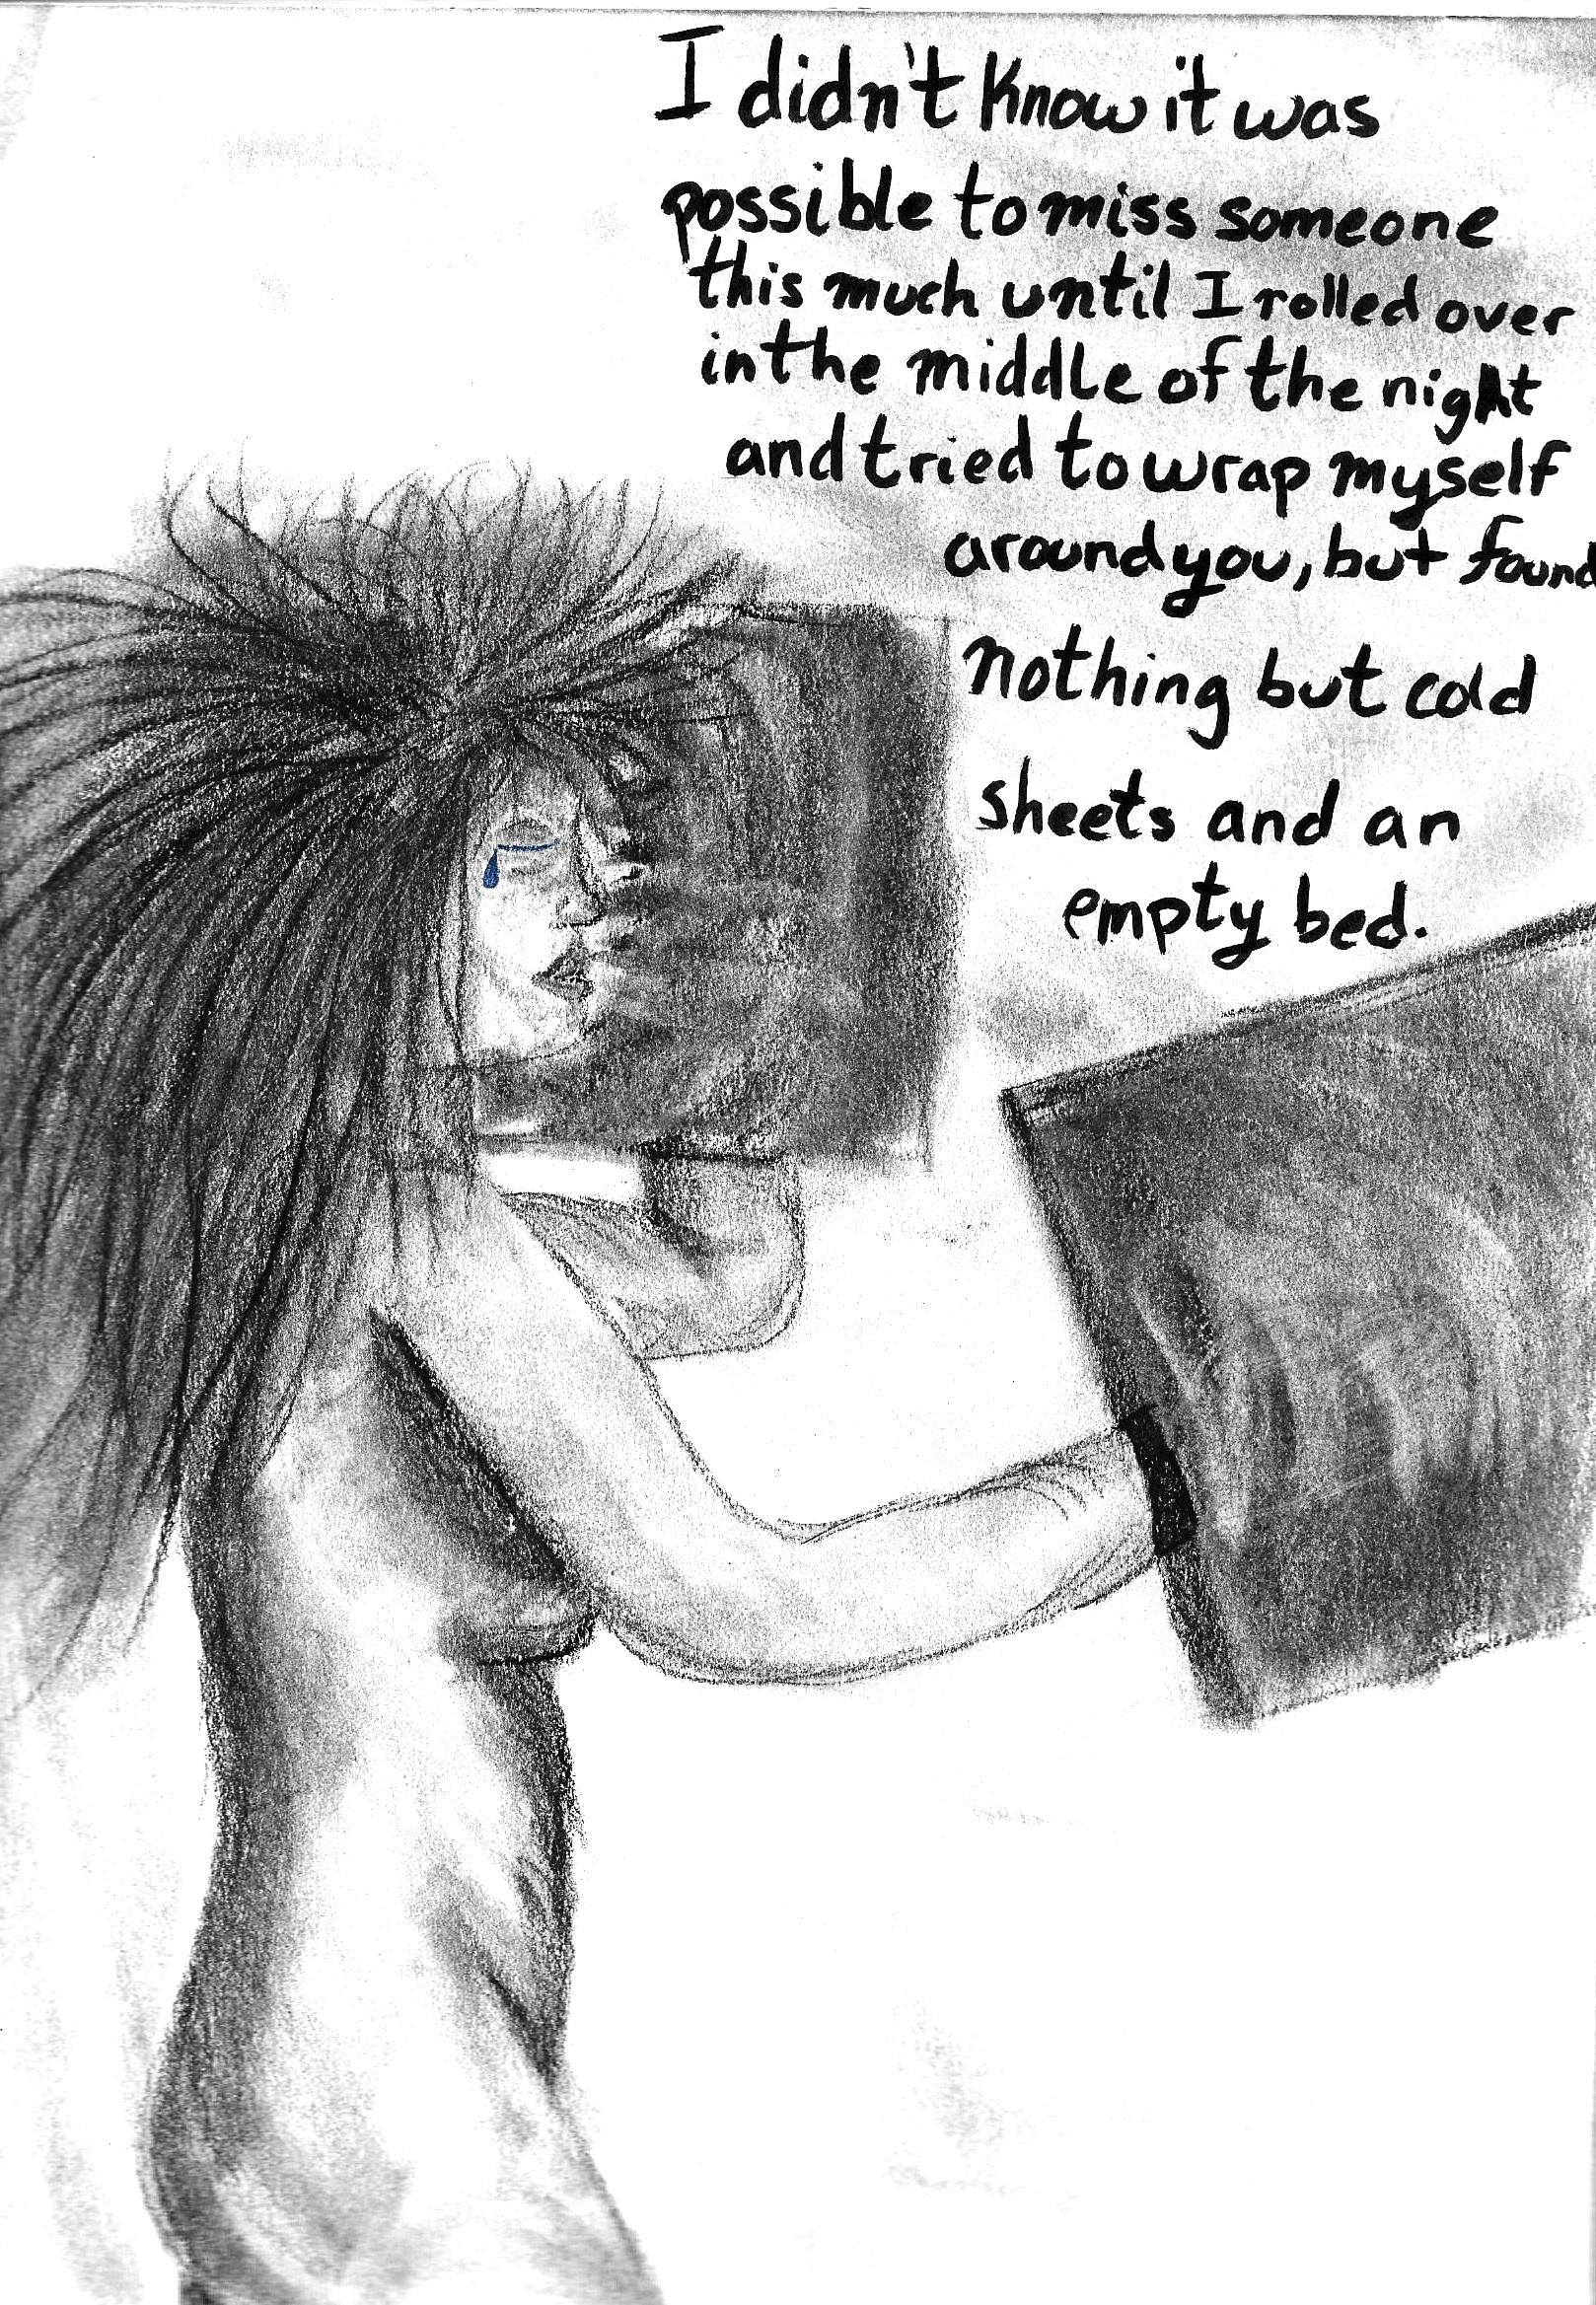 I didn't know it was
possible to miss someone
this much until I rolled over
in the middle of the night
and tried to wrap myself
around you, but found
nothing but cold
sheets and an
empty bed.